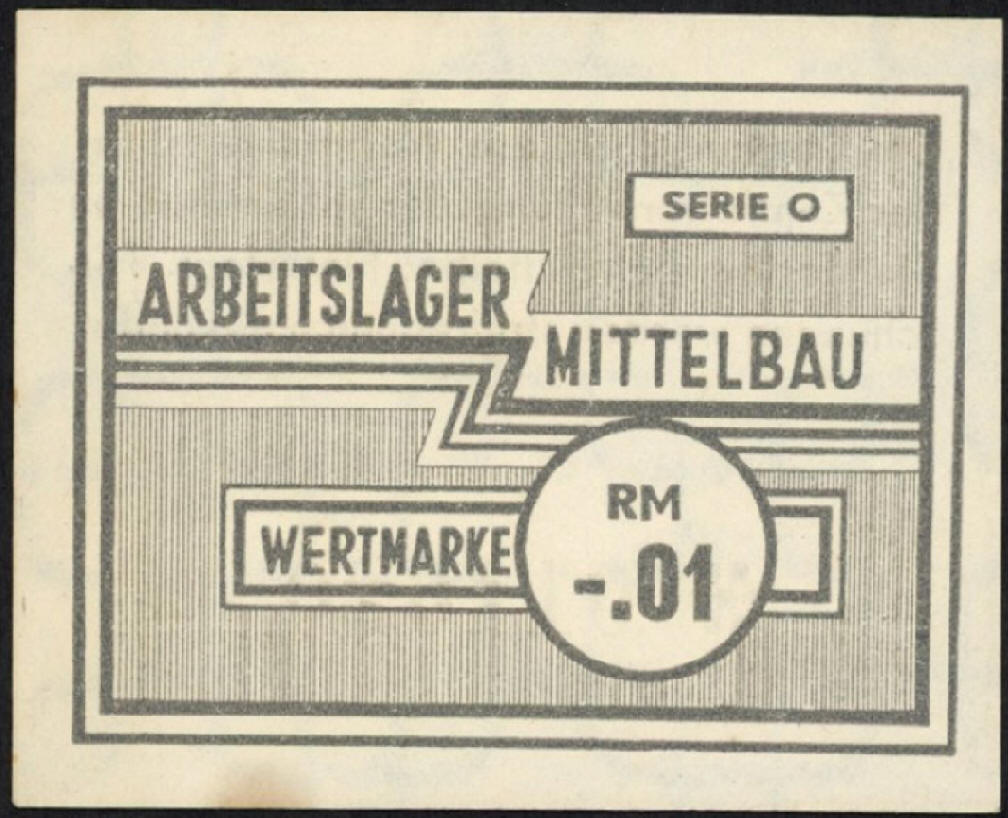 SERIE O
ARBEITSLAGER
MITTELBAU
WERTMARKE
RM
-.01